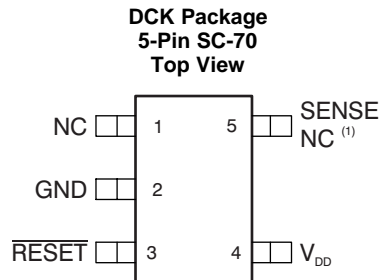 DCK Package
5-Pin SC-70
Top View
NC 1 5 SENSE
NC (1)
GND 2
RESET 3 4 VDD